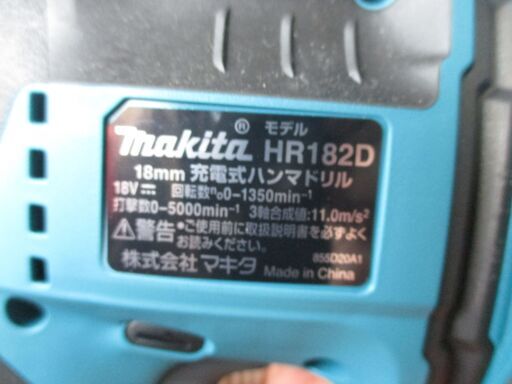 makita® モデル HR182D
18mm 充電式ハンマドリル
18V⎓ 回転数n₀0-1350min⁻¹
打撃数0-5000min⁻¹ 3軸合成値:11.0m/s²
⚠警告 •ご使用前に取扱説明書を必ず
お読みください。 855D20A1
株式会社マキタ Made in China